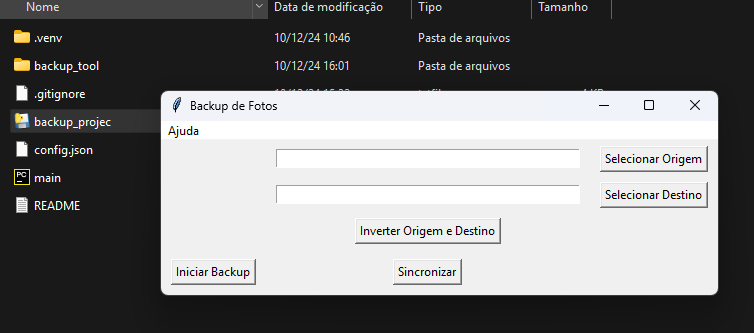 Nome Data de modificação Tipo Tamanho
.venv 10/12/24 10:46 Pasta de arquivos
backup_tool 10/12/24 16:01 Pasta de arquivos
.gitignore
Backup de Fotos
backup_projec
Ajuda
config.json
Selecionar Origem
main
Selecionar Destino
README
Inverter Origem e Destino
Iniciar Backup Sincronizar